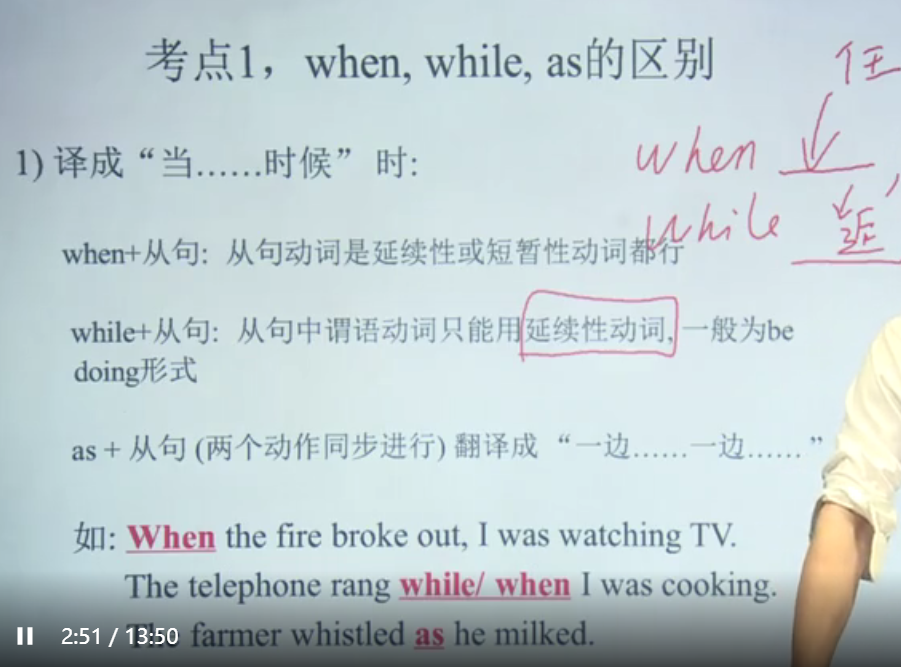 考点1，when, while, as的区别
任
1) 译成“当……时候” 时:
when
while 延
when+从句: 从句动词是延续性或短暂性动词都行
while+从句: 从句中谓语动词只能用延续性动词, 一般为be
doing形式
as + 从句 (两个动作同步进行) 翻译成 “一边……一边……”
如: When the fire broke out, I was watching TV.
The telephone rang while/ when I was cooking.
The farmer whistled as he milked.
2:51 / 13:50